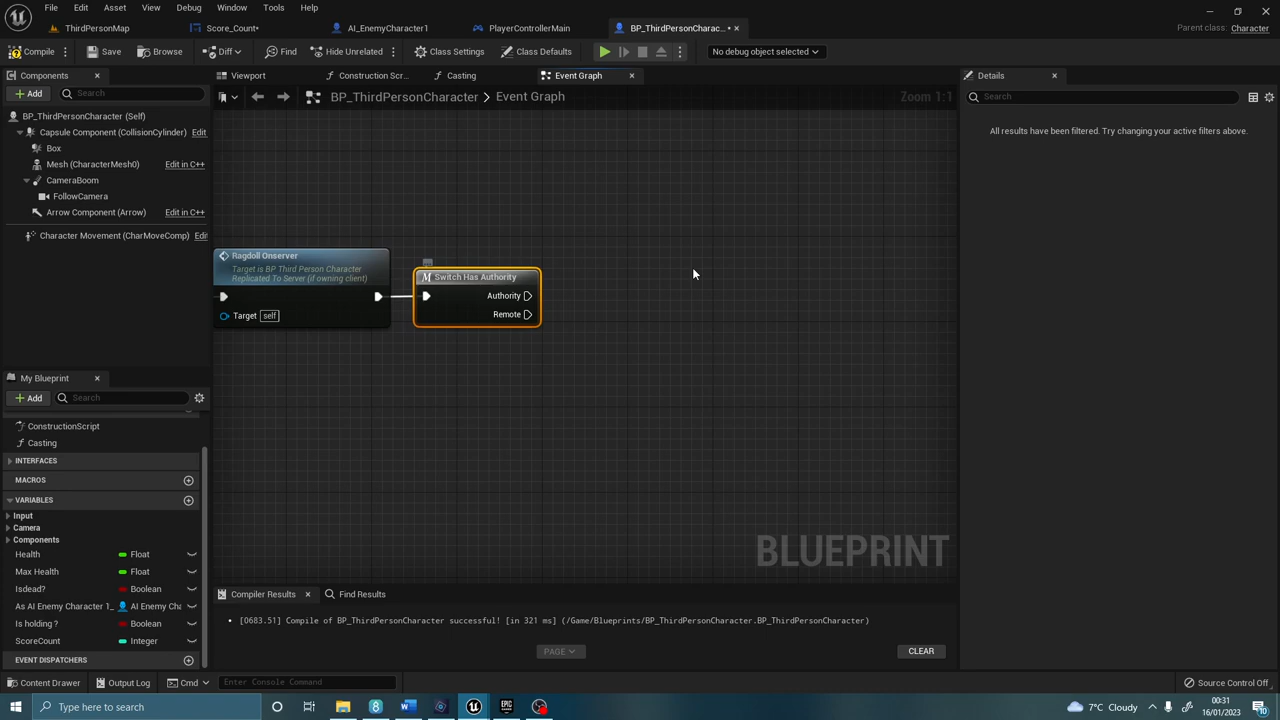 File Edit Asset View Debug Window Tools Help
Parent class: Character
ThirdPersonMap Score_Count* AI_EnemyCharacter1 PlayerControllerMain BP_ThirdPersonCharac...
Compile Save Browse Diff Find Hide Unrelated Class Settings Class Defaults No debug object selected
Components
Viewport Construction Scr... Casting Event Graph
Details
Add Search
BP_ThirdPersonCharacter > Event Graph
Zoom 1:1
Search
BP_ThirdPersonCharacter (Self)
Capsule Component (CollisionCylinder) Edit
Box
Mesh (CharacterMesh0) Edit in C++
CameraBoom
FollowCamera
Arrow Component (Arrow) Edit in C++
Character Movement (CharMoveComp) Edi
All results have been filtered. Try changing your active filters above.
Ragdoll Onserver
Target is BP Third Person Character
Replicated To Server (if owning client)
Target self
Switch Has Authority
Authority
Remote
My Blueprint
Add Search
ConstructionScript
Casting
INTERFACES
MACROS
VARIABLES
Input
Camera
Components
Health Float
Max Health Float
Isdead? Boolean
As AI Enemy Character 1_ AI Enemy Cha
Is holding ? Boolean
ScoreCount Integer
EVENT DISPATCHERS
BLUEPRINT
Compiler Results Find Results
[0683.51] Compile of BP_ThirdPersonCharacter successful! [in 321 ms] (/Game/Blueprints/BP_ThirdPersonCharacter.BP_ThirdPersonCharacter)
PAGE
CLEAR
Content Drawer Output Log Cmd Enter Console Command
Source Control Off
Type here to search
7°C Cloudy
00:31
16/01/2023